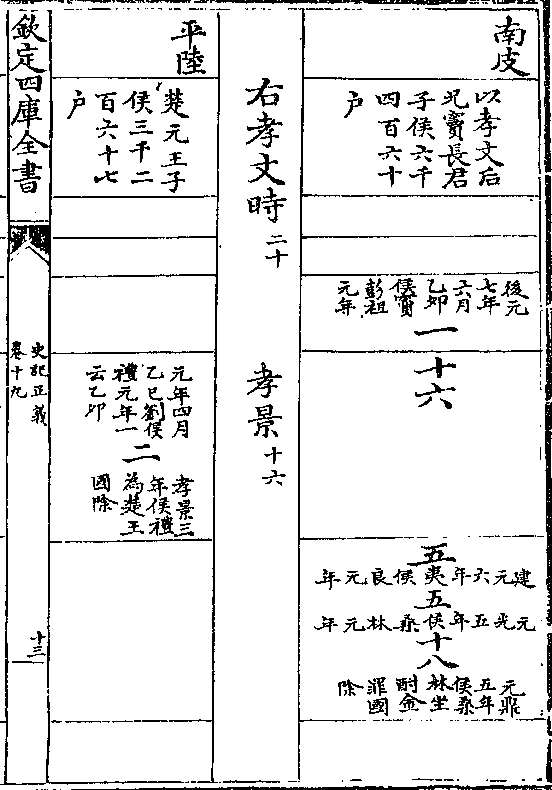 南皮
以孝文后
兄竇長君
子侯六千
四百六十
戶
後元
七年
六月
乙卯
侯竇
彭祖
元年
一
十六
五
建元六年夷侯良元年
五
元光五年侯桑林元年
十八
元鼎
五年
侯桑
林坐
酎金
罪國
除
右孝文時二十
孝景十六
平陸
楚元王子
侯三千二
百六十七
戶
元年四月
乙巳劉侯
禮元年一
云乙卯
二
孝景三
年侯禮
為楚王
國除
欽定四庫全書
史記正義
卷十九
十三